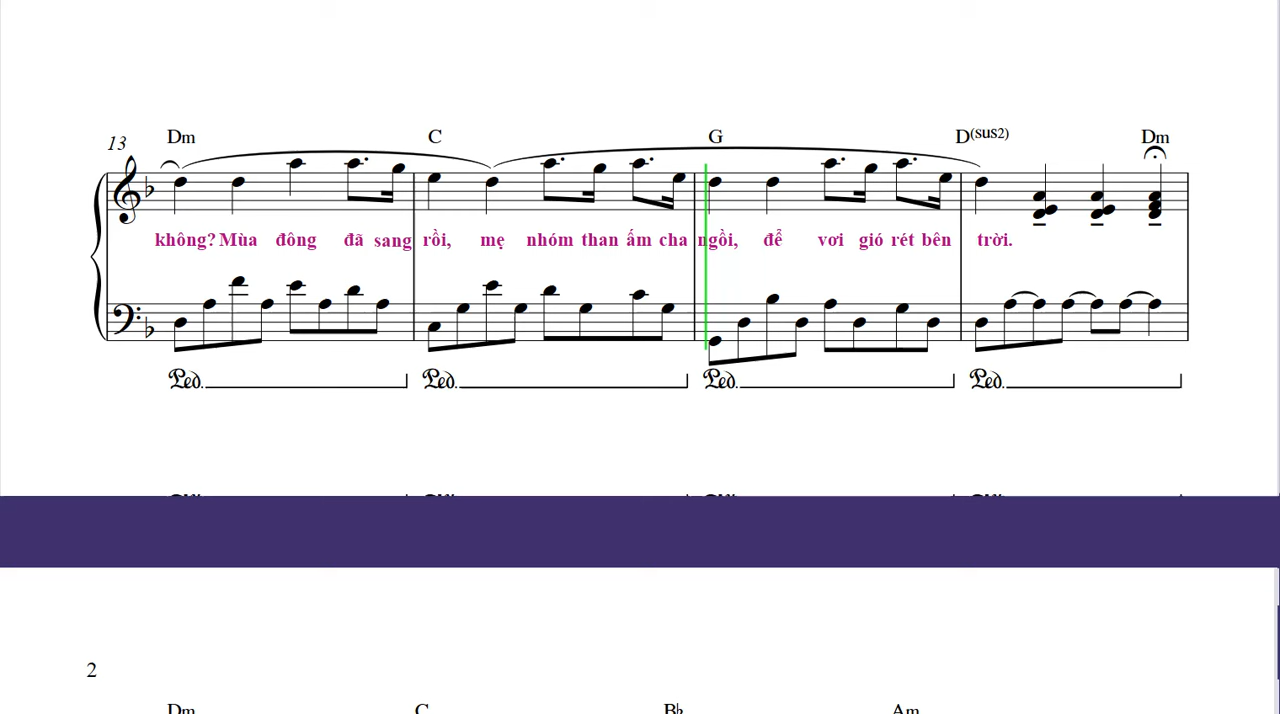 13
Dm C G D(sus2) Dm
không? Mùa đông đã sang rồi, mẹ nhóm than ấm cha ngồi, để vơi gió rét bên trời.
Ped. Ped. Ped. Ped.
2
Dm C B♭ Am